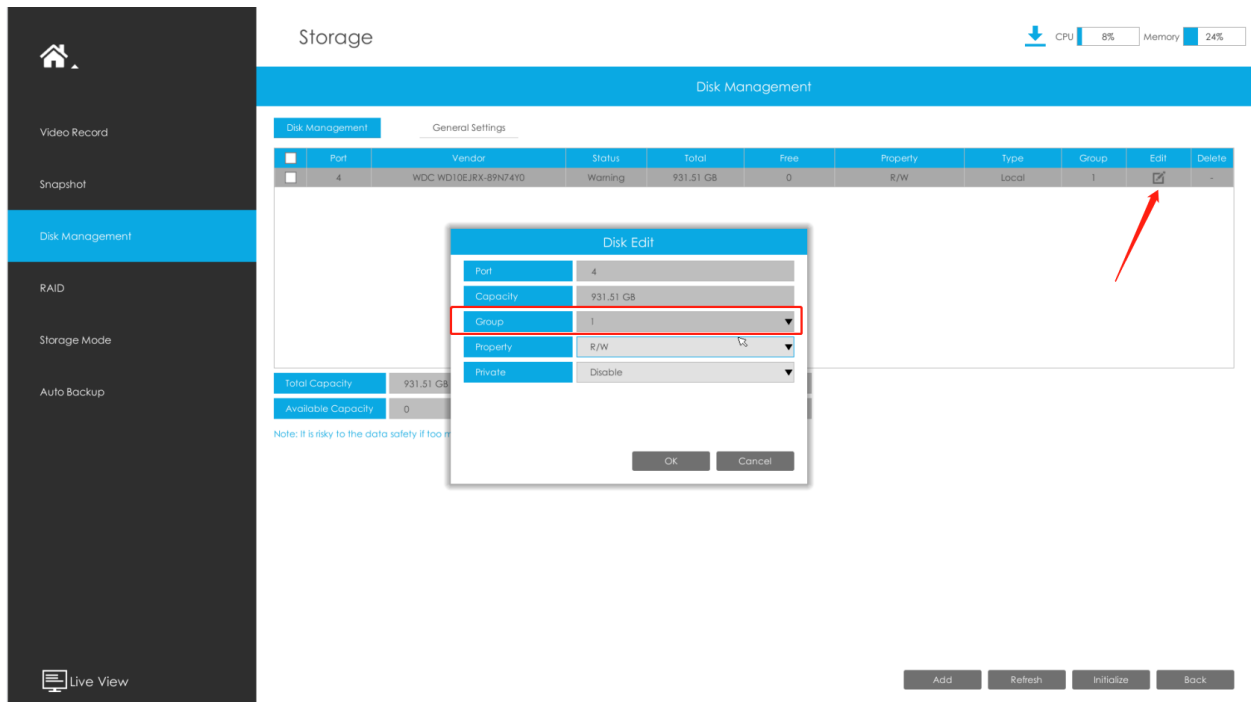 Storage
CPU 8% Memory 24%
Disk Management
Video Record
Snapshot
Disk Management
RAID
Storage Mode
Auto Backup
Live View
Disk Management General Settings
Port Vendor Status Total Free Property Type Group Edit Delete
4 WDC WD10EJRX-89N74Y0 Warning 931.51 GB 0 R/W Local 1 -
Disk Edit
Port 4
Capacity 931.51 GB
Group 1
Property R/W
Private Disable
OK Cancel
Total Capacity 931.51 GB
Available Capacity 0
Note: It is risky to the data safety if too
Add Refresh Initialize Back